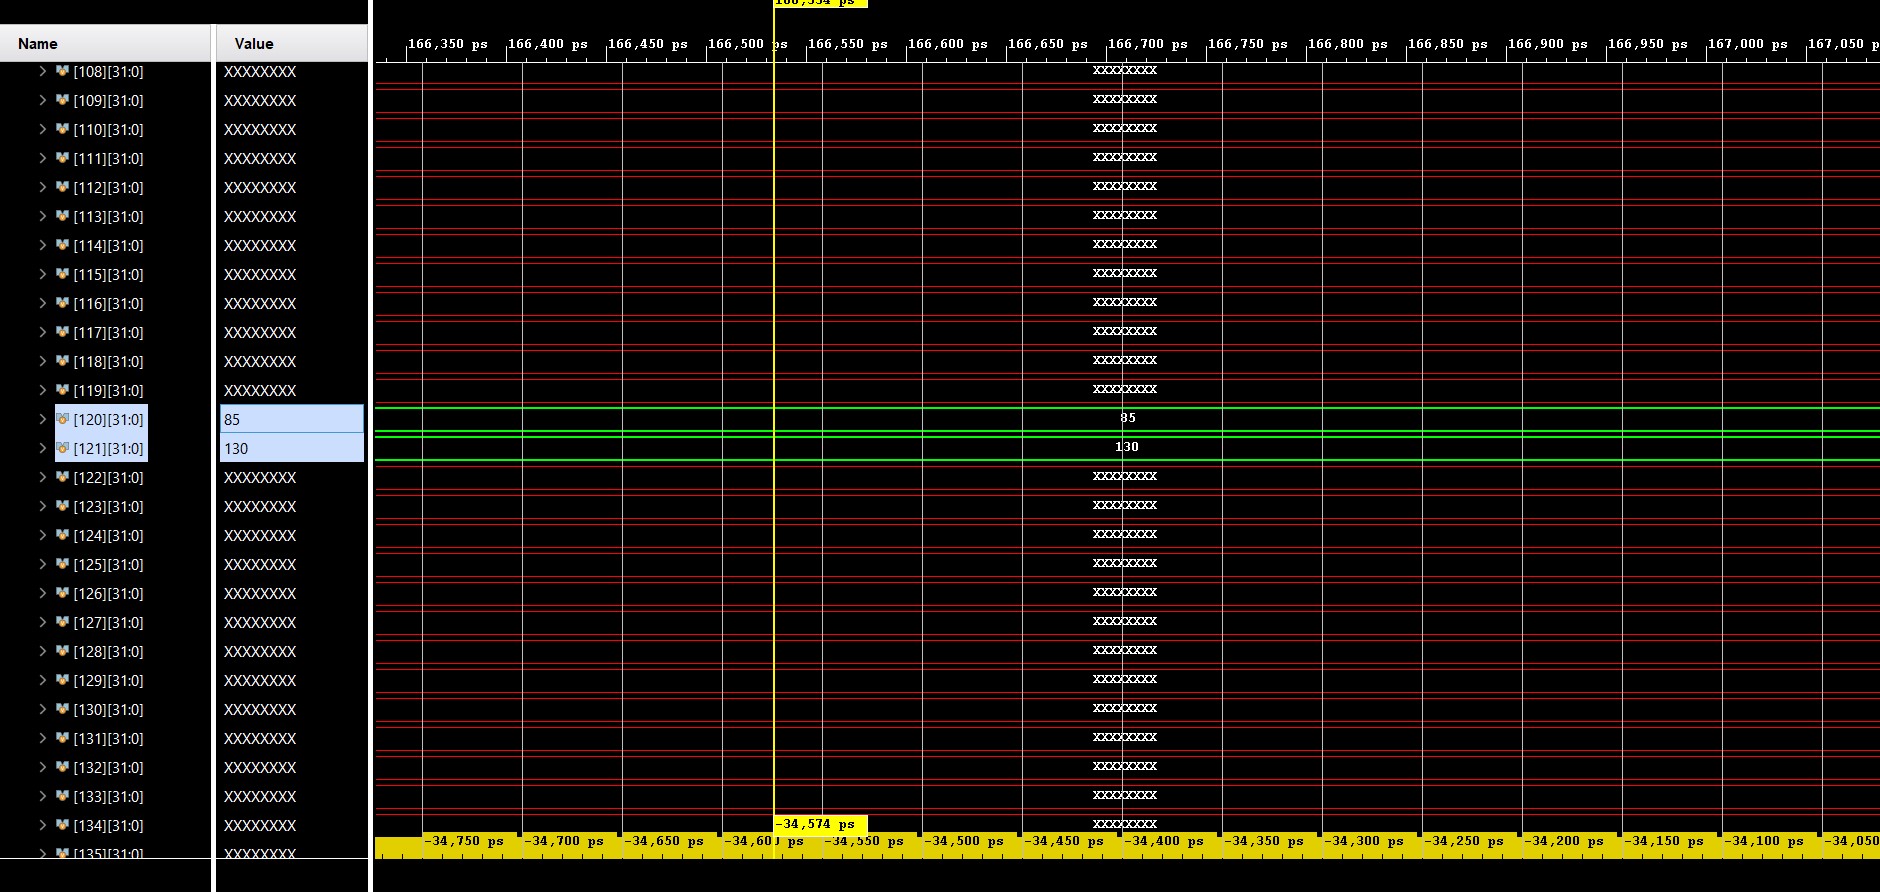 Name Value
166,350 ps 166,400 ps 166,450 ps 166,500 ps 166,550 ps 166,600 ps 166,650 ps 166,700 ps 166,750 ps 166,800 ps 166,850 ps 166,900 ps 166,950 ps 167,000 ps 167,050 p
[108][31:0] XXXXXXXX XXXXXXXX
[109][31:0] XXXXXXXX XXXXXXXX
[110][31:0] XXXXXXXX XXXXXXXX
[111][31:0] XXXXXXXX XXXXXXXX
[112][31:0] XXXXXXXX XXXXXXXX
[113][31:0] XXXXXXXX XXXXXXXX
[114][31:0] XXXXXXXX XXXXXXXX
[115][31:0] XXXXXXXX XXXXXXXX
[116][31:0] XXXXXXXX XXXXXXXX
[117][31:0] XXXXXXXX XXXXXXXX
[118][31:0] XXXXXXXX XXXXXXXX
[119][31:0] XXXXXXXX XXXXXXXX
[120][31:0] 85 85
[121][31:0] 130 130
[122][31:0] XXXXXXXX XXXXXXXX
[123][31:0] XXXXXXXX XXXXXXXX
[124][31:0] XXXXXXXX XXXXXXXX
[125][31:0] XXXXXXXX XXXXXXXX
[126][31:0] XXXXXXXX XXXXXXXX
[127][31:0] XXXXXXXX XXXXXXXX
[128][31:0] XXXXXXXX XXXXXXXX
[129][31:0] XXXXXXXX XXXXXXXX
[130][31:0] XXXXXXXX XXXXXXXX
[131][31:0] XXXXXXXX XXXXXXXX
[132][31:0] XXXXXXXX XXXXXXXX
[133][31:0] XXXXXXXX XXXXXXXX
[134][31:0] XXXXXXXX -34,574 ps XXXXXXXX
-34,750 ps -34,700 ps -34,650 ps -34,600 ps -34,550 ps -34,500 ps -34,450 ps -34,400 ps -34,350 ps -34,300 ps -34,250 ps -34,200 ps -34,150 ps -34,100 ps -34,050
[135][31:0] XXXXXXXX